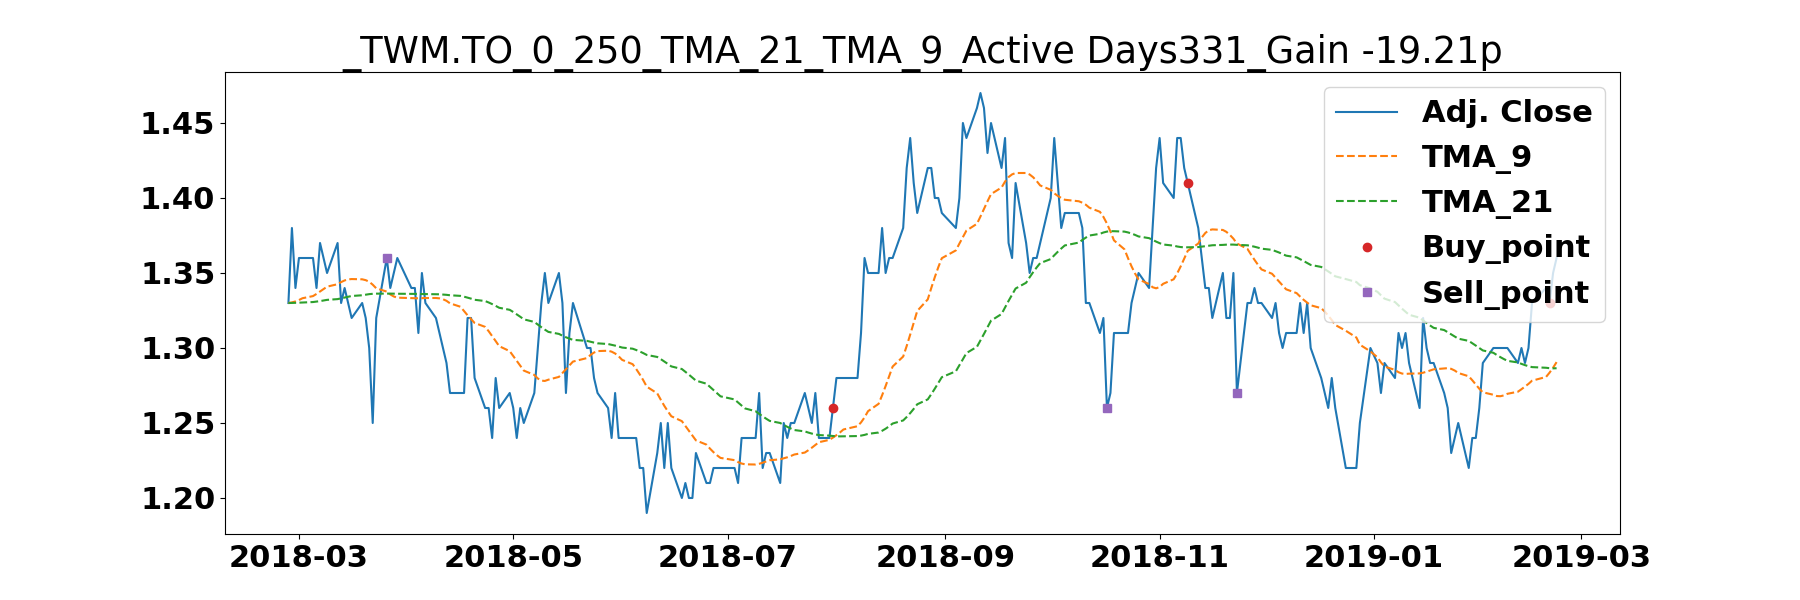 _TWM.TO_0_250_TMA_21_TMA_9_Active Days331_Gain -19.21p
1.45
1.40
1.35
1.30
1.25
1.20
Adj. Close
TMA_9
TMA_21
Buy_point
Sell_point
2018-03 2018-05 2018-07 2018-09 2018-11 2019-01 2019-03